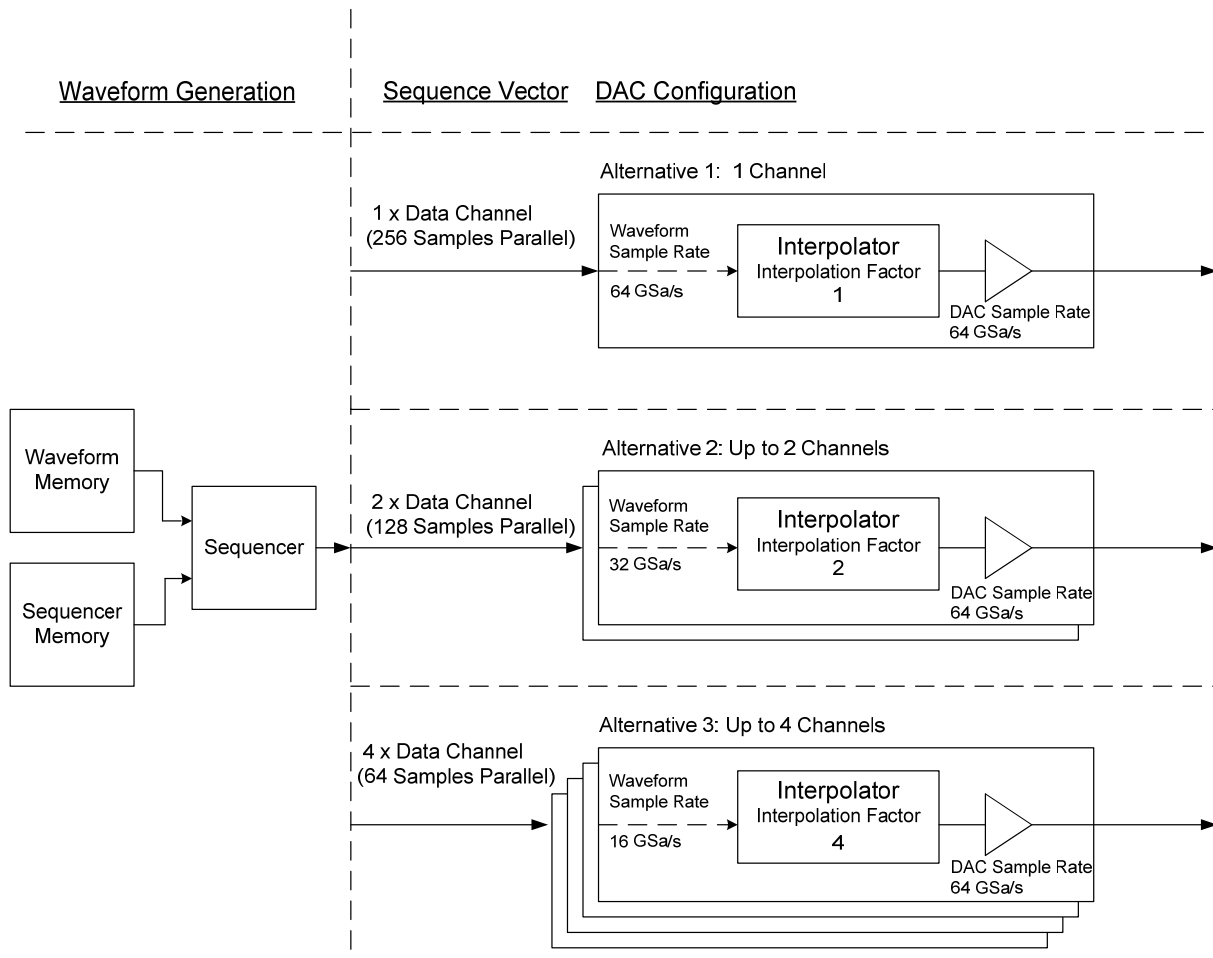 Waveform Generation
Sequence Vector
DAC Configuration
Alternative 1:  1 Channel
1 x Data Channel
(256 Samples Parallel)
Waveform
Sample Rate
64 GSa/s
Interpolator
Interpolation Factor
1
DAC Sample Rate
64 GSa/s
Waveform
Memory
Sequencer
Memory
Sequencer
Alternative 2: Up to 2 Channels
2 x Data Channel
(128 Samples Parallel)
Waveform
Sample Rate
32 GSa/s
Interpolator
Interpolation Factor
2
DAC Sample Rate
64 GSa/s
Alternative 3: Up to 4 Channels
4 x Data Channel
(64 Samples Parallel)
Waveform
Sample Rate
16 GSa/s
Interpolator
Interpolation Factor
4
DAC Sample Rate
64 GSa/s